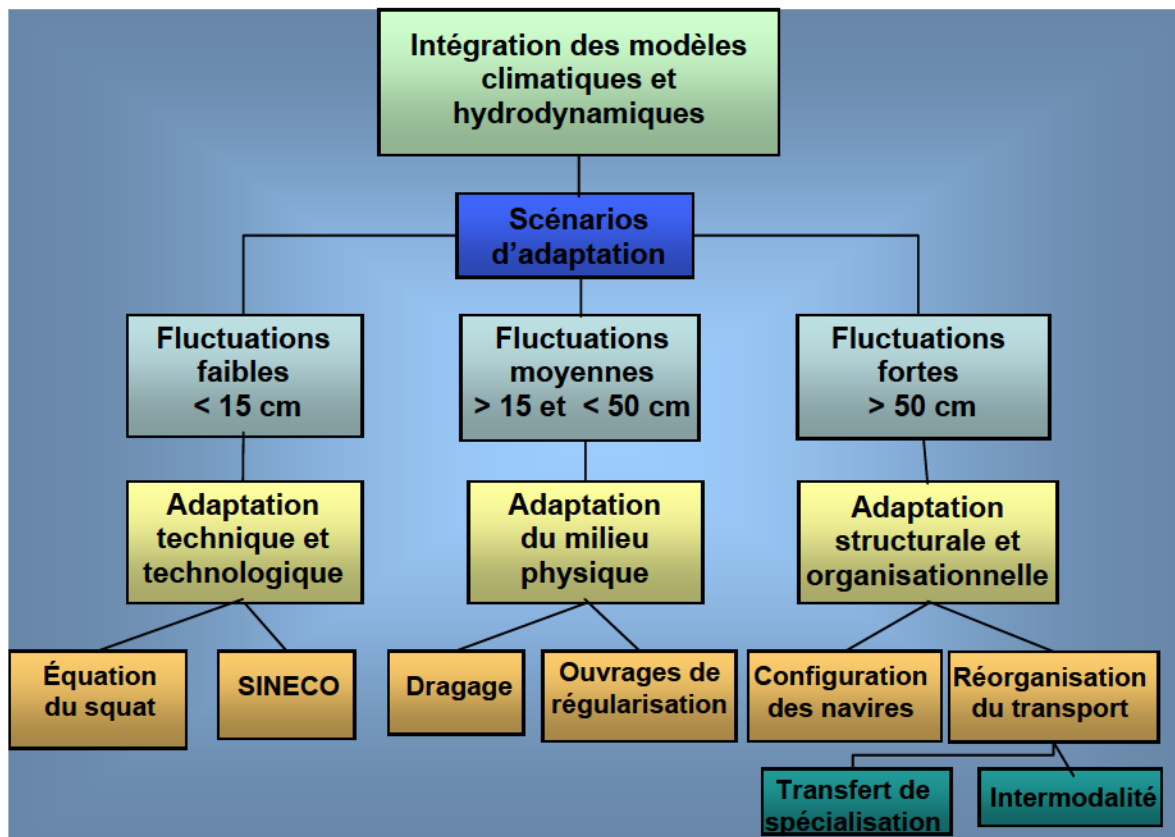 Intégration des modèles
climatiques et
hydrodynamiques
Scénarios
d’adaptation
Fluctuations
faibles
< 15 cm
Fluctuations
moyennes
> 15 et < 50 cm
Fluctuations
fortes
> 50 cm
Adaptation
technique et
technologique
Adaptation
du milieu
physique
Adaptation
structurale et
organisationnelle
Équation
du squat
SINECO
Dragage
Ouvrages de
régularisation
Configuration
des navires
Réorganisation
du transport
Transfert de
spécialisation
Intermodalité